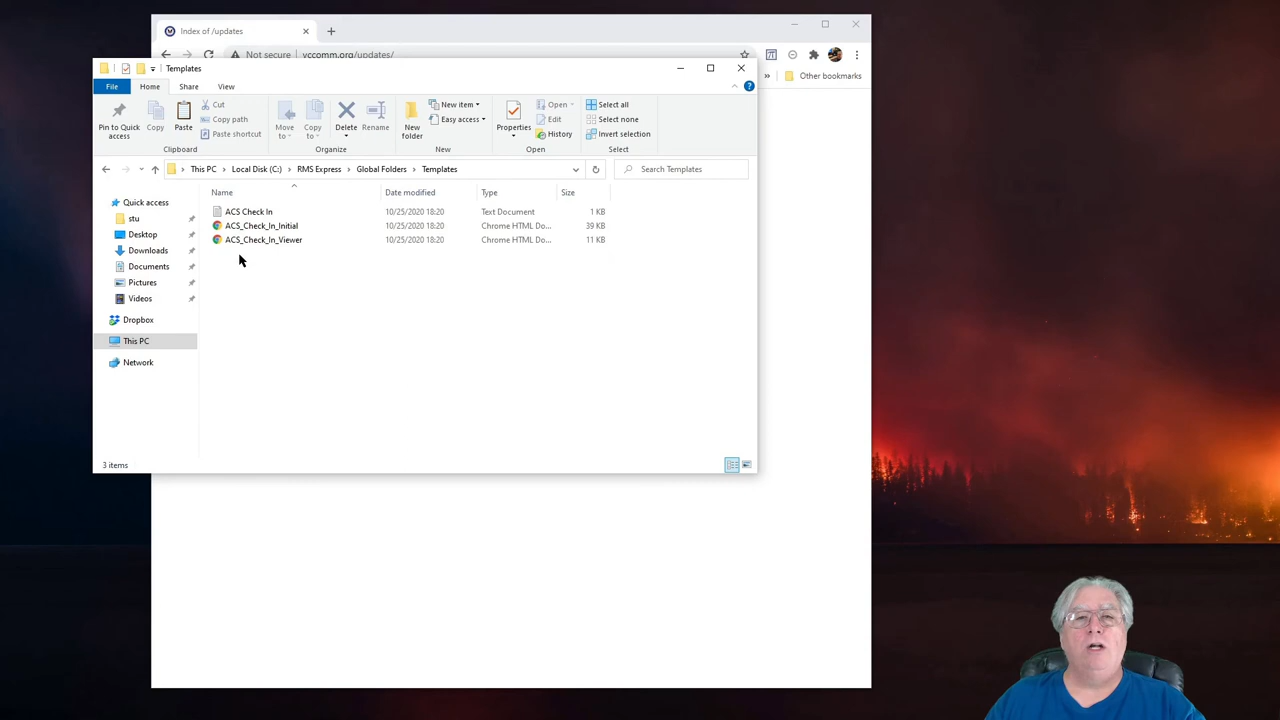 Index of /updates
Not secure vccomm.org/updates/
Other bookmarks
Templates
File Home Share View
Pin to Quick access
Copy
Paste
Cut
Copy path
Paste shortcut
Clipboard
Move to
Copy to
Delete
Rename
Organize
New folder
New item
Easy access
New
Properties
Open
Edit
History
Open
Select all
Select none
Invert selection
Select
This PC > Local Disk (C:) > RMS Express > Global Folders > Templates
Search Templates
Name Date modified Type Size
ACS Check In 10/25/2020 18:20 Text Document 1 KB
ACS_Check_In_Initial 10/25/2020 18:20 Chrome HTML Do... 39 KB
ACS_Check_In_Viewer 10/25/2020 18:20 Chrome HTML Do... 11 KB
Quick access
stu
Desktop
Downloads
Documents
Pictures
Videos
Dropbox
This PC
Network
3 items